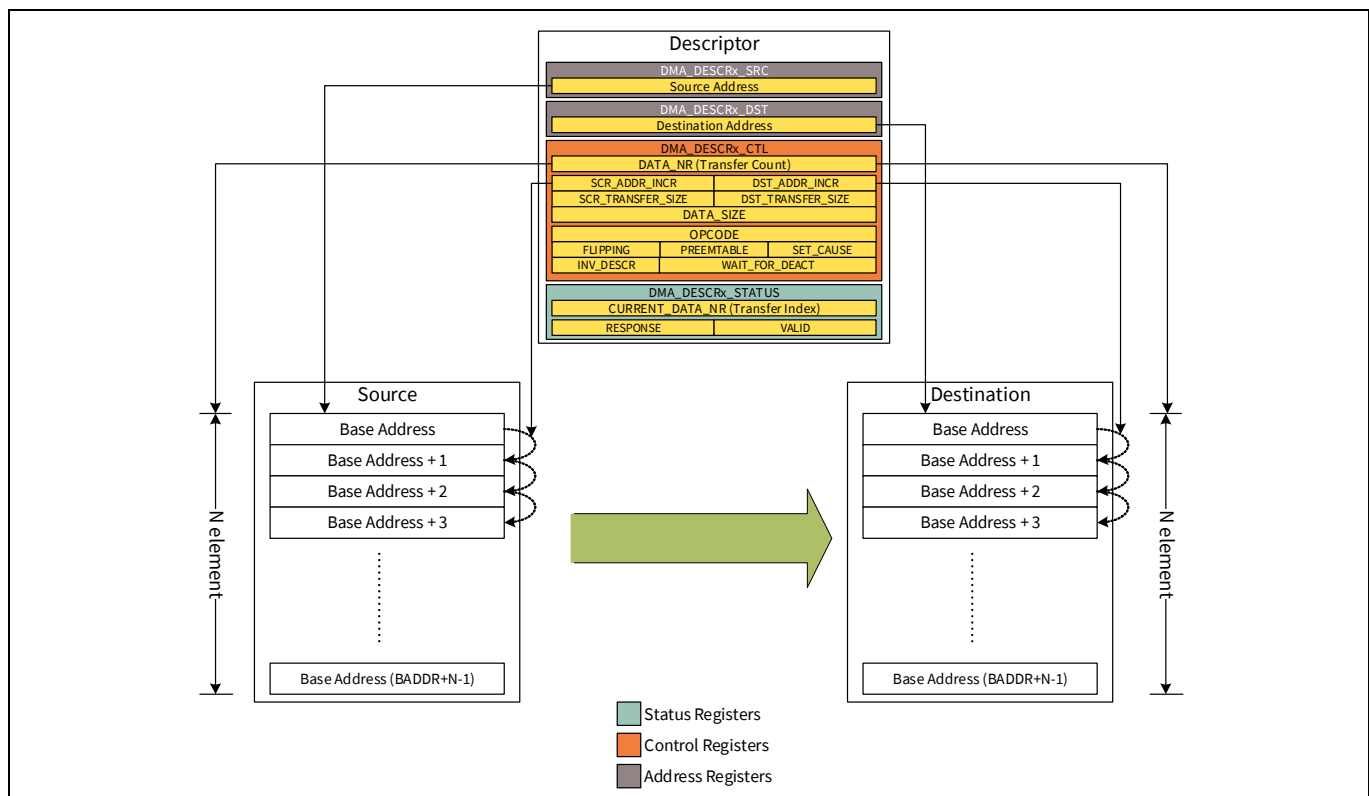 Descriptor
DMA_DESCRx_SRC
Source Address
DMA_DESCRx_DST
Destination Address
DMA_DESCRx_CTL
DATA_NR (Transfer Count)
SCR_ADDR_INCR DST_ADDR_INCR
SCR_TRANSFER_SIZE DST_TRANSFER_SIZE
DATA_SIZE
OPCODE
FLIPPING PREEMTABLE SET_CAUSE
INV_DESCR WAIT_FOR_DEACT
DMA_DESCRx_STATUS
CURRENT_DATA_NR (Transfer Index)
RESPONSE VALID
Source
Base Address
Base Address + 1
Base Address + 2
Base Address + 3
Base Address (BADDR+N-1)
N element
Destination
Base Address
Base Address + 1
Base Address + 2
Base Address + 3
Base Address (BADDR+N-1)
N element
Status Registers
Control Registers
Address Registers